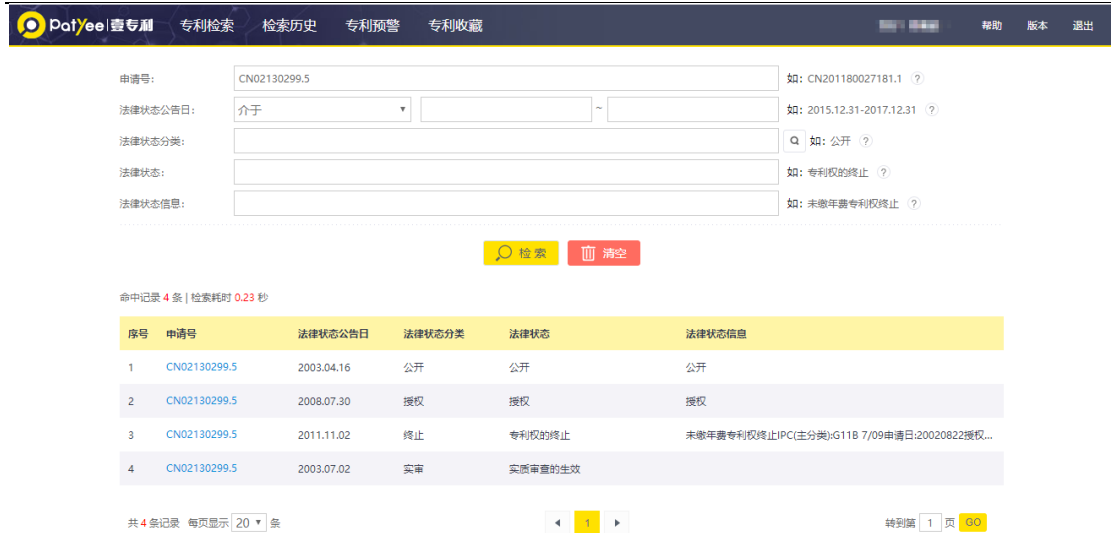 PatYee 壹专利 专利检索 检索历史 专利预警 专利收藏 帮助 版本 退出
申请号: CN02130299.5 如: CN201180027181.1 ?
法律状态公告日: 介于 ~ 如: 2015.12.31-2017.12.31 ?
法律状态分类: 如: 公开 ?
法律状态: 如: 专利权的终止 ?
法律状态信息: 如: 未缴年费专利权终止 ?
检索 清空
命中记录 4 条 | 检索耗时 0.23 秒
序号 申请号 法律状态公告日 法律状态分类 法律状态 法律状态信息
1 CN02130299.5 2003.04.16 公开 公开 公开
2 CN02130299.5 2008.07.30 授权 授权 授权
3 CN02130299.5 2011.11.02 终止 专利权的终止 未缴年费专利权终止IPC(主分类):G11B 7/09申请日:20020822授权...
4 CN02130299.5 2003.07.02 实审 实质审查的生效
共 4 条记录 每页显示 20 条 1 转到第 1 页 GO